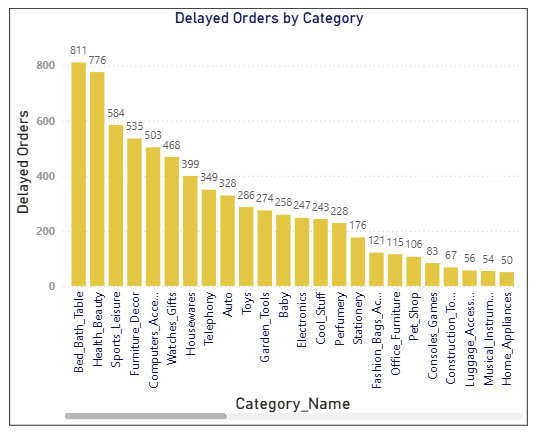 Delayed Orders by Category
Delayed Orders
800
600
400
200
0
811
776
584
535
503
468
399
349
328
286
274
258
247
243
228
176
121
115
106
83
67
56
54
50
Bed_Bath_Table
Health_Beauty
Sports_Leisure
Furniture_Decor
Computers_Acce...
Watches_Gifts
Housewares
Telephony
Auto
Toys
Garden_Tools
Baby
Electronics
Cool_Stuff
Perfumery
Stationery
Fashion_Bags_Ac...
Office_Furniture
Pet_Shop
Consoles_Games
Construction_To...
Luggage_Access...
Musical_Instrum...
Home_Appliances
Category_Name